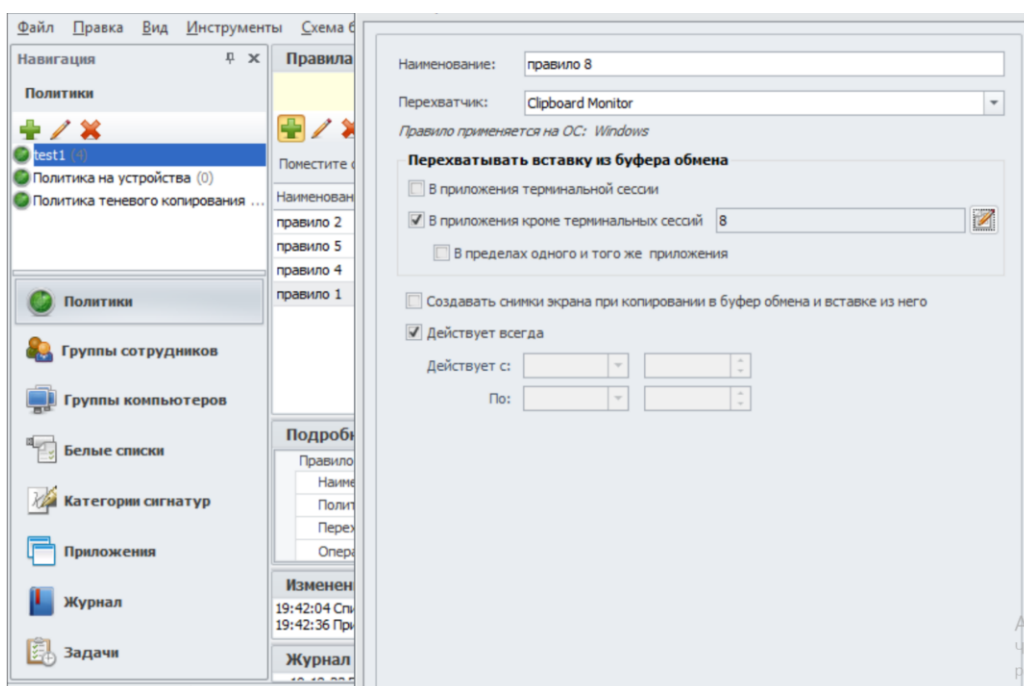 Файл Правка Вид Инструменты Схема б
Навигация
Политики
test1 (4)
Политика на устройства (0)
Политика теневого копирования ...
Политики
Группы сотрудников
Группы компьютеров
Белые списки
Категории сигнатур
Приложения
Журнал
Задачи
Правила
Поместите
Наименован
правило 2
правило 5
правило 4
правило 1
Подробн
Правило
Наиме
Полит
Перех
Опера
Изменен
19:42:04 Спи
19:42:36 При
Журнал
Наименование: правило 8
Перехватчик: Clipboard Monitor
Правило применяется на ОС: Windows
Перехватывать вставку из буфера обмена
В приложения терминальной сессии
В приложения кроме терминальных сессий 8
В пределах одного и того же приложения
Создавать снимки экрана при копировании в буфер обмена и вставке из него
Действует всегда
Действует с:
По: